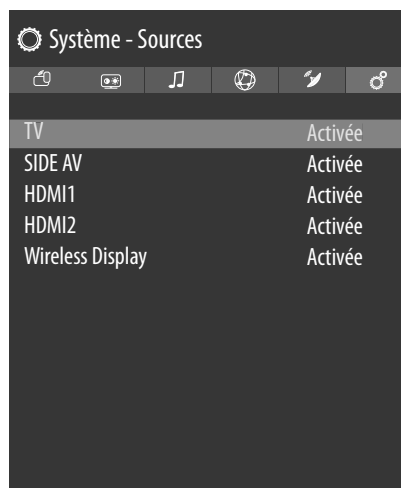 Système - Sources
TV Activée
SIDE AV Activée
HDMI1 Activée
HDMI2 Activée
Wireless Display Activée